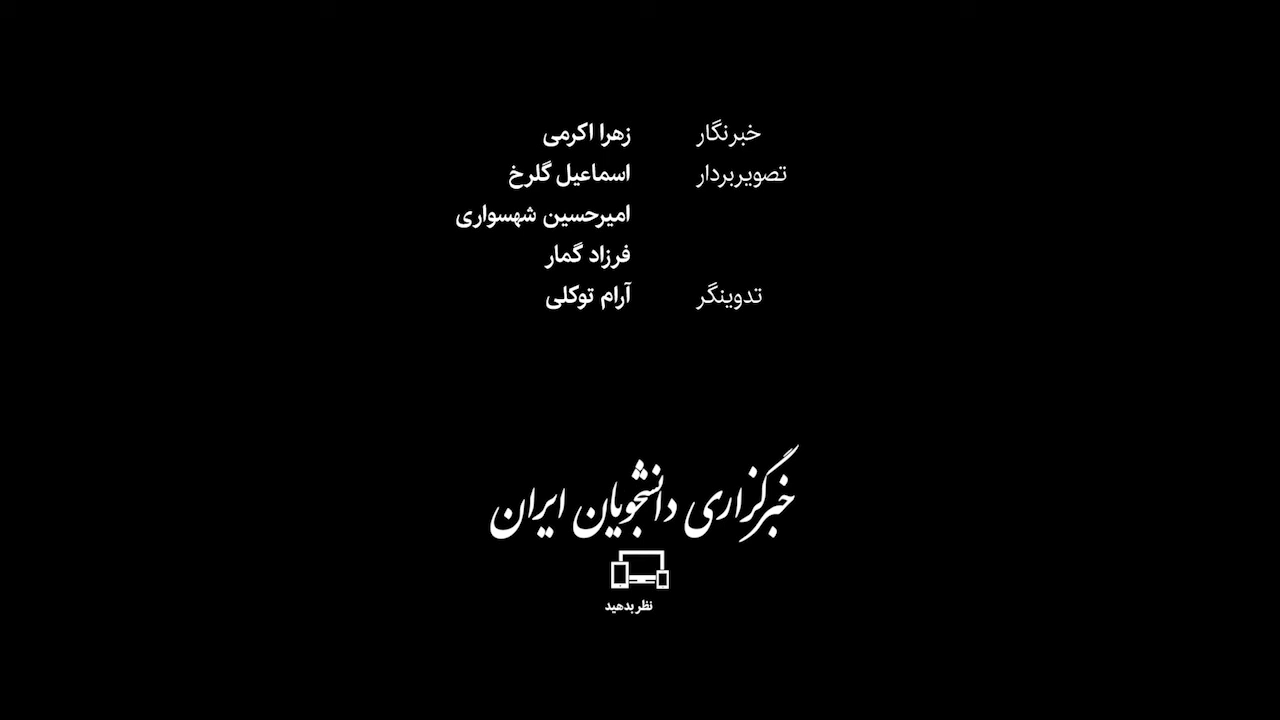 خبرنگار زهرا اکرمی
تصویربردار اسماعیل گلرخ
امیرحسین شهسواری
فرزاد گمار
تدوینگر آرام توکلی
خبرگزاری دانشجویان ایران
نظر بدهید